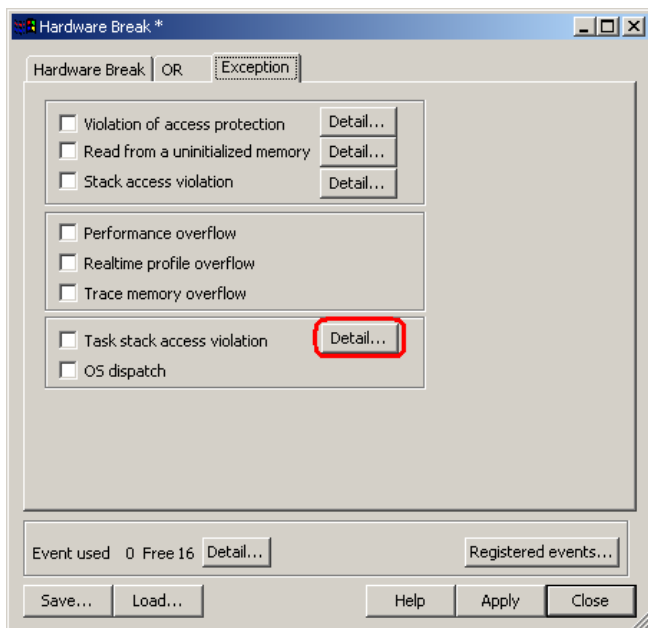 Hardware Break *
Hardware Break OR Exception
Violation of access protection Detail...
Read from a uninitialized memory Detail...
Stack access violation Detail...
Performance overflow
Realtime profile overflow
Trace memory overflow
Task stack access violation Detail...
OS dispatch
Event used 0 Free 16 Detail... Registered events...
Save... Load... Help Apply Close